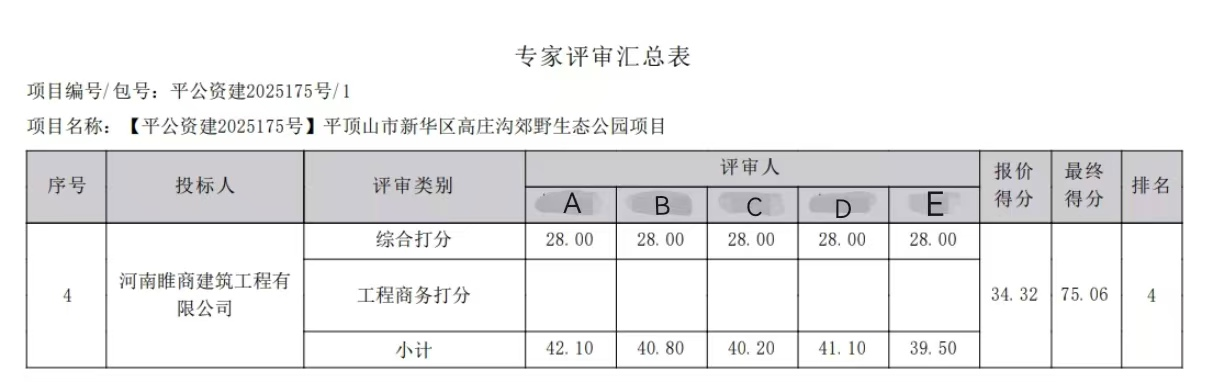 专家评审汇总表
项目编号/包号：平公资建2025175号/1
项目名称：【平公资建2025175号】平顶山市新华区高庄沟郊野生态公园项目
序号 投标人 评审类别 评审人 报价得分 最终得分 排名
A B C D E
4 河南睢商建筑工程有限公司 综合打分 28.00 28.00 28.00 28.00 28.00 34.32 75.06 4
工程商务打分
小计 42.10 40.80 40.20 41.10 39.50